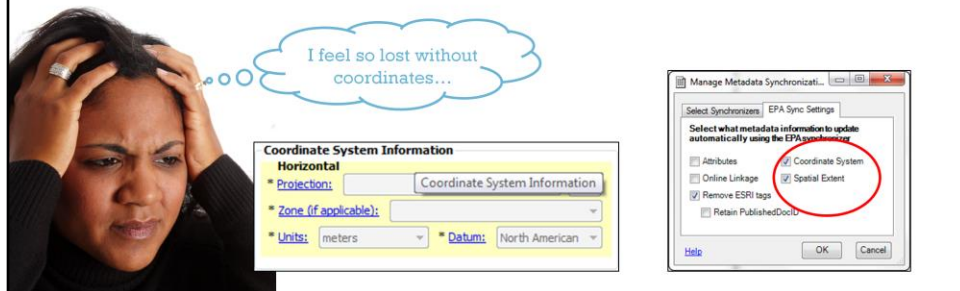 I feel so lost without
coordinates...
Coordinate System Information
Horizontal
* Projection:
Coordinate System Information
* Zone (if applicable):
* Units: meters * Datum: North American
Manage Metadata Synchronizati...
Select Synchronizers EPA Sync Settings
Select what metadata information to update
automatically using the EPA synchronizer
Attributes Coordinate System
Online Linkage Spatial Extent
Remove ESRI tags
Retain PublishedDocID
Help OK Cancel